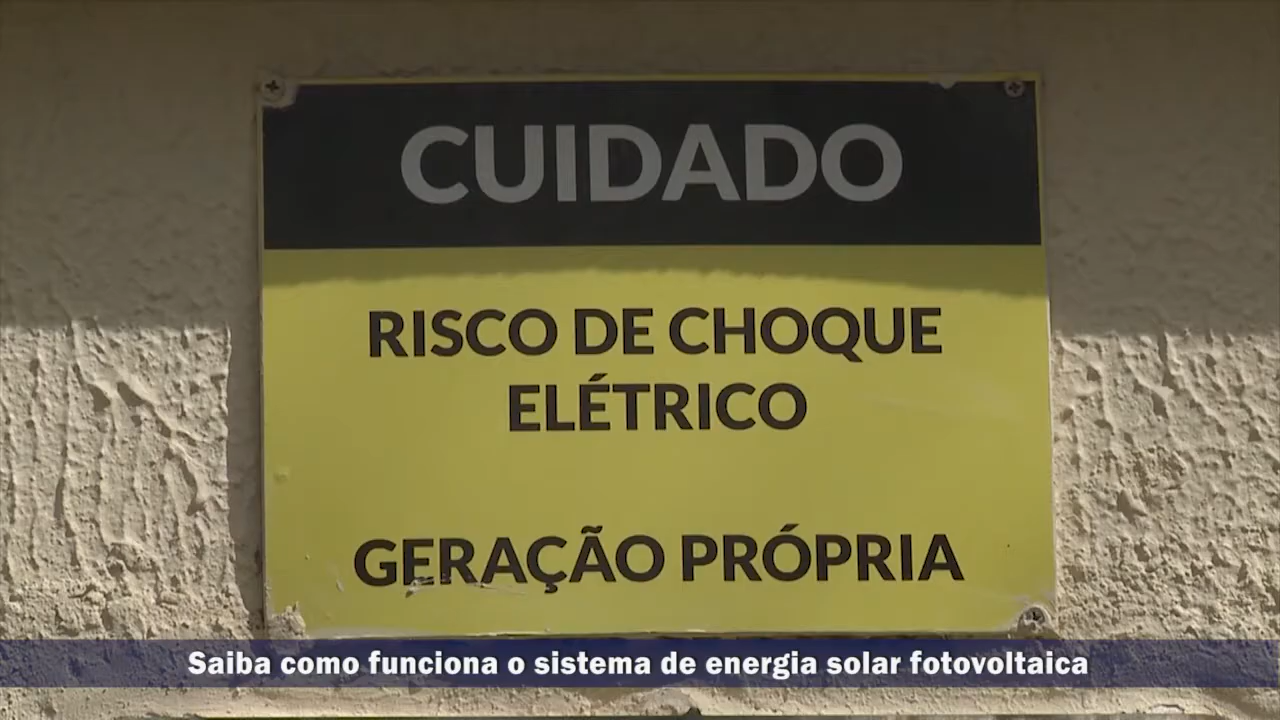 CUIDADO
RISCO DE CHOQUE
ELÉTRICO
GERAÇÃO PRÓPRIA
Saiba como funciona o sistema de energia solar fotovoltaica